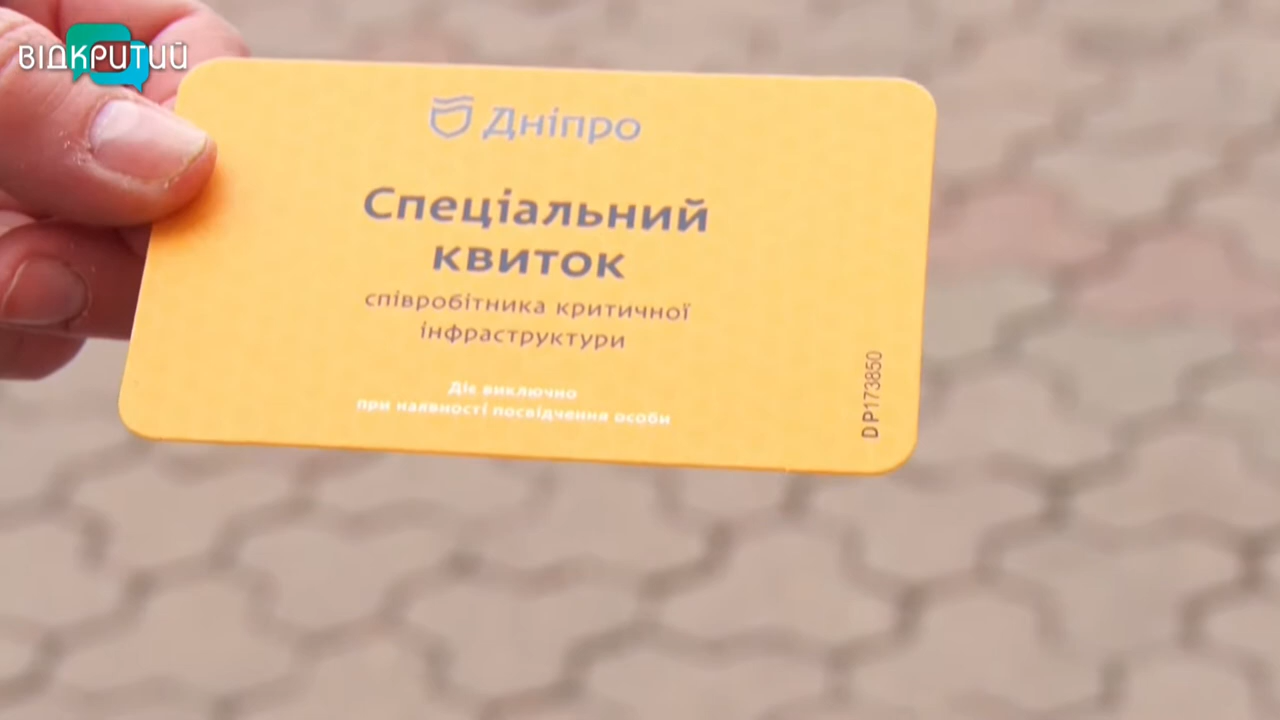 ВІДКРИТИЙ
Дніпро
Спеціальний
квиток
співробітника критичної
інфраструктури
Діє виключно
при наявності посвідчення особи
DP173850